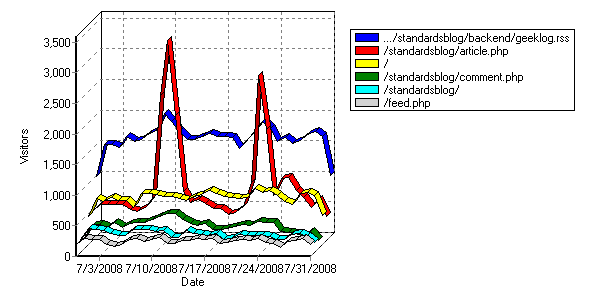 3,500
3,000
2,500
2,000
1,500
1,000
500
0
Visitors
7/3/2008
7/10/2008
7/17/2008
7/24/2008
7/31/2008
Date
.../standardsblog/backend/geeklog.rss
/standardsblog/article.php
/
/standardsblog/comment.php
/standardsblog/
/feed.php